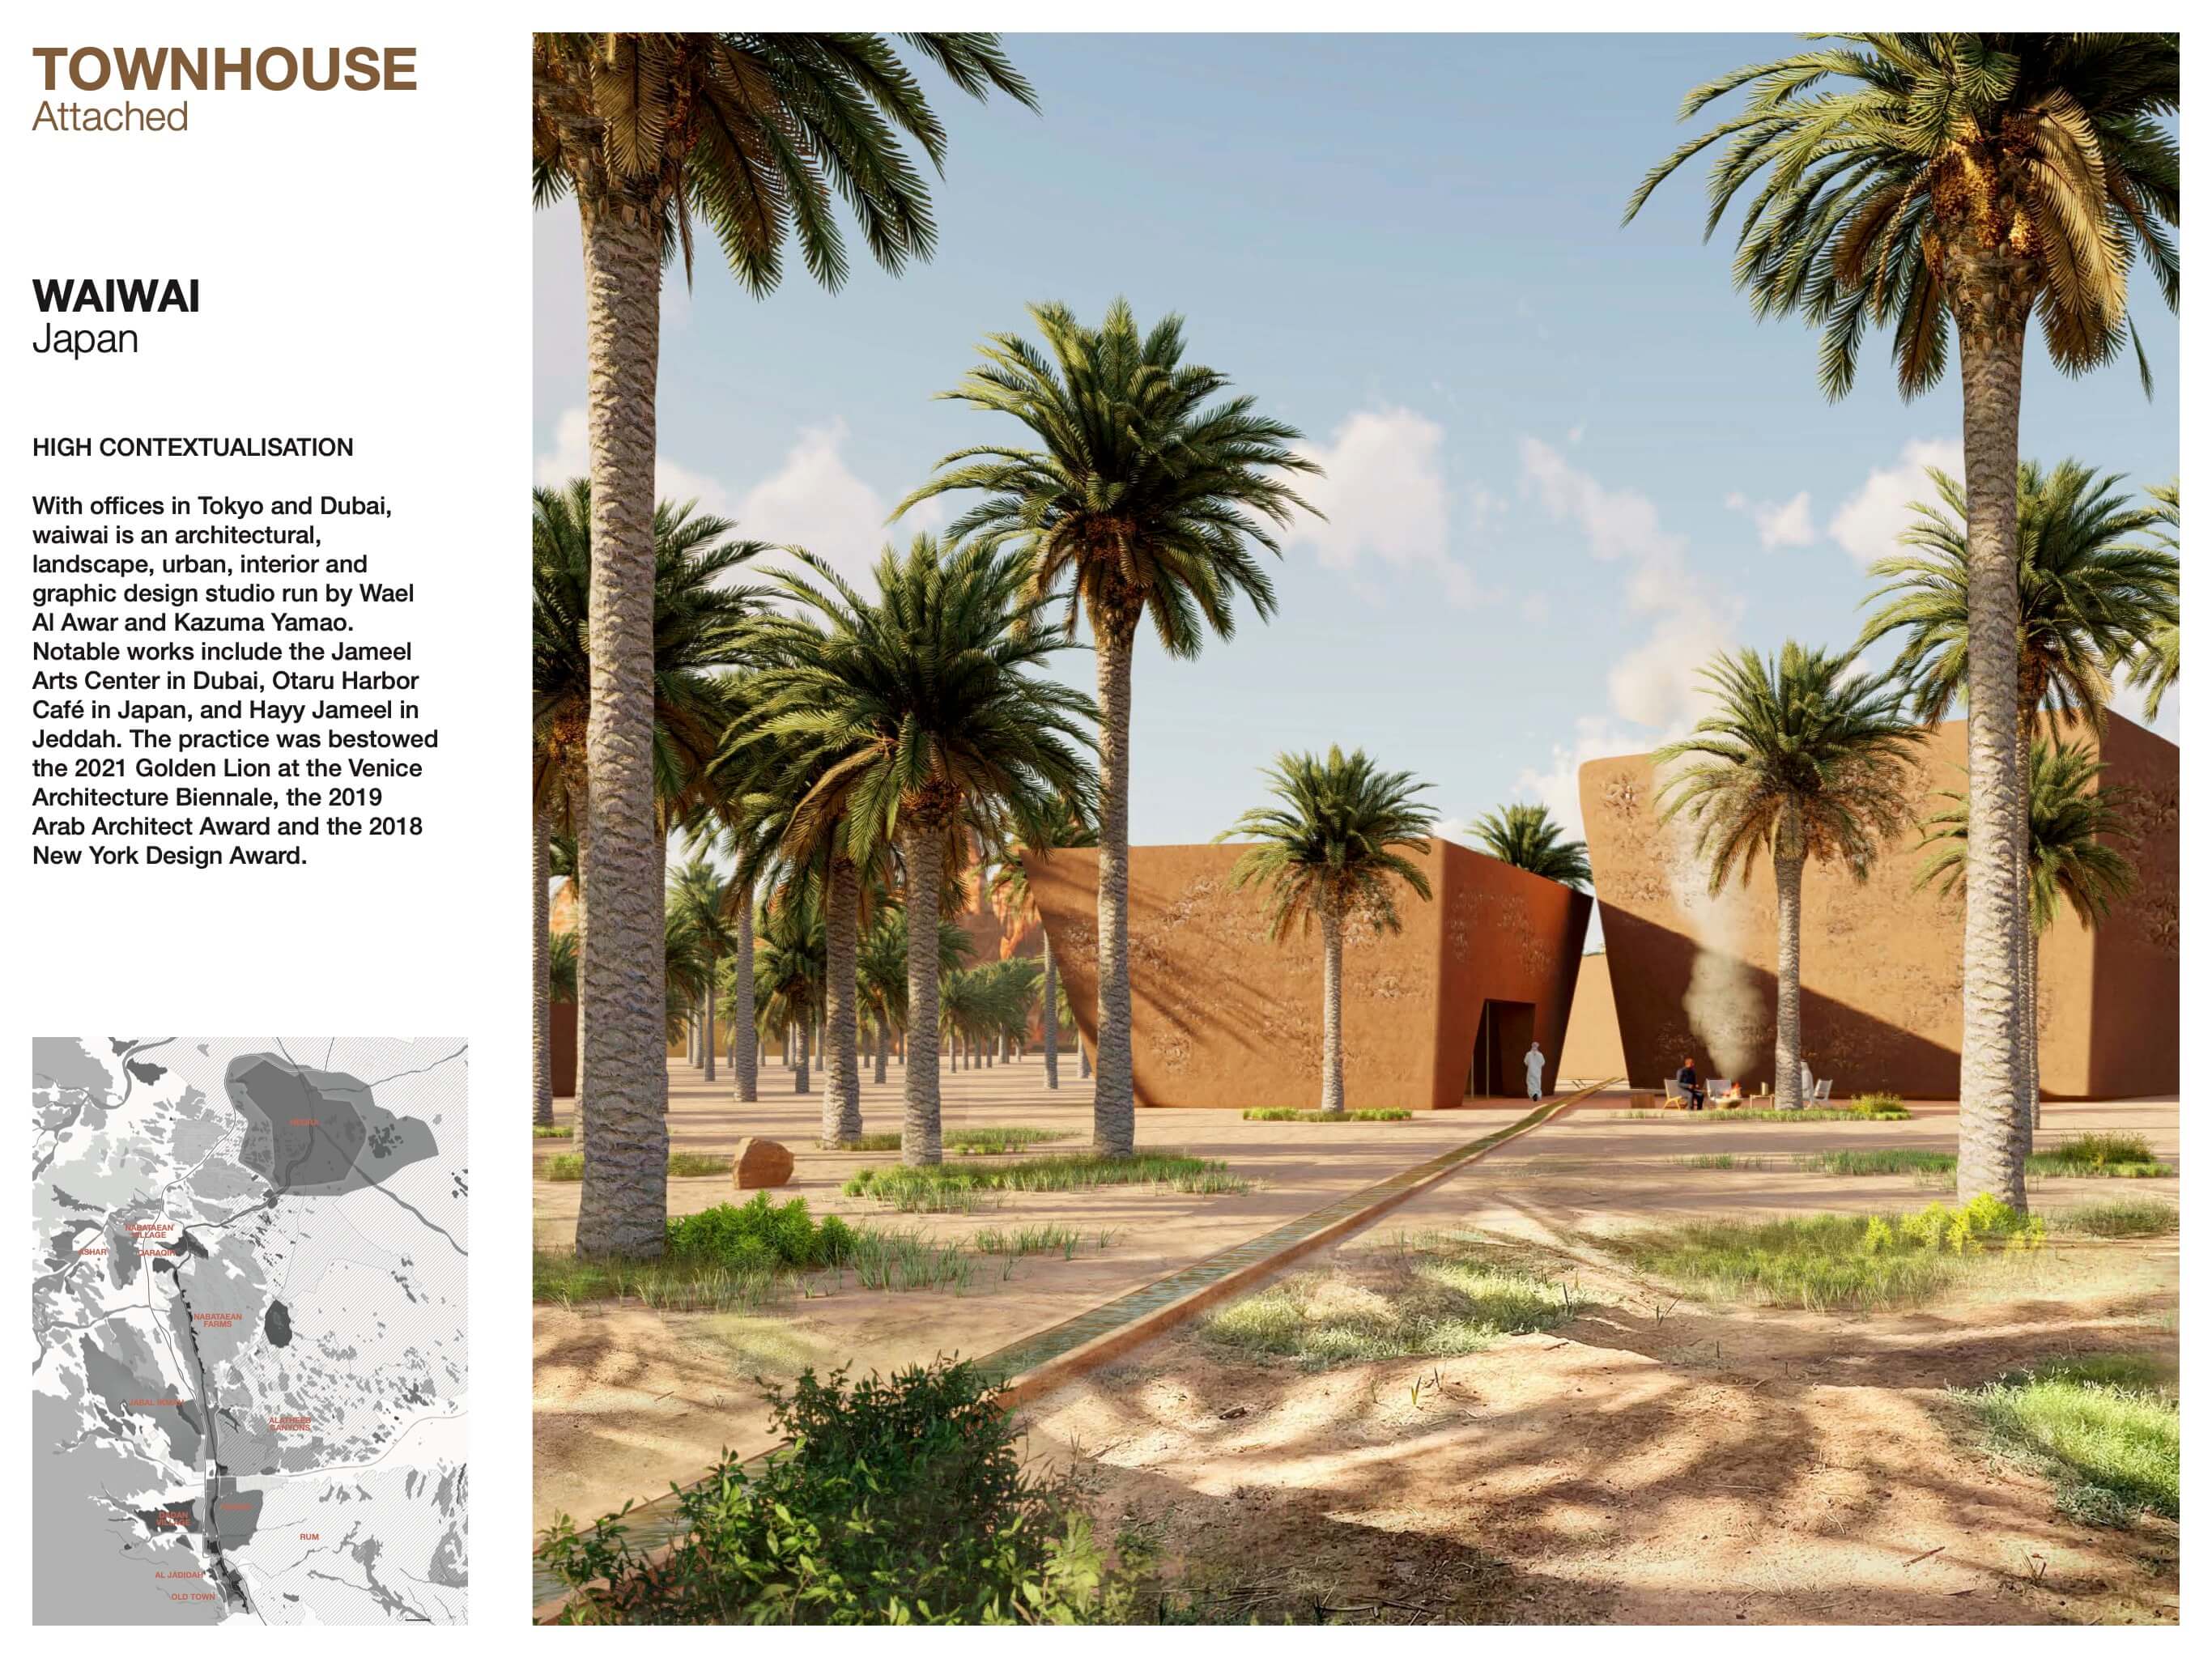 TOWNHOUSE
Attached
WAIWAI
Japan
HIGH CONTEXTUALISATION
With offices in Tokyo and Dubai,
waiwai is an architectural,
landscape, urban, interior and
graphic design studio run by Wael
Al Awar and Kazuma Yamao.
Notable works include the Jameel
Arts Center in Dubai, Otaru Harbor
Café in Japan, and Hayy Jameel in
Jeddah. The practice was bestowed
the 2021 Golden Lion at the Venice
Architecture Biennale, the 2019
Arab Architect Award and the 2018
New York Design Award.
HEGRA
NABATAEAN
VILLAGE
ASHAR
QARAQIR
NABATAEAN
FARMS
JABAL IKMAH
ALATHEEB
CANYONS
DADAN
VILLAGE
RUM
AL JADIDAH
OLD TOWN